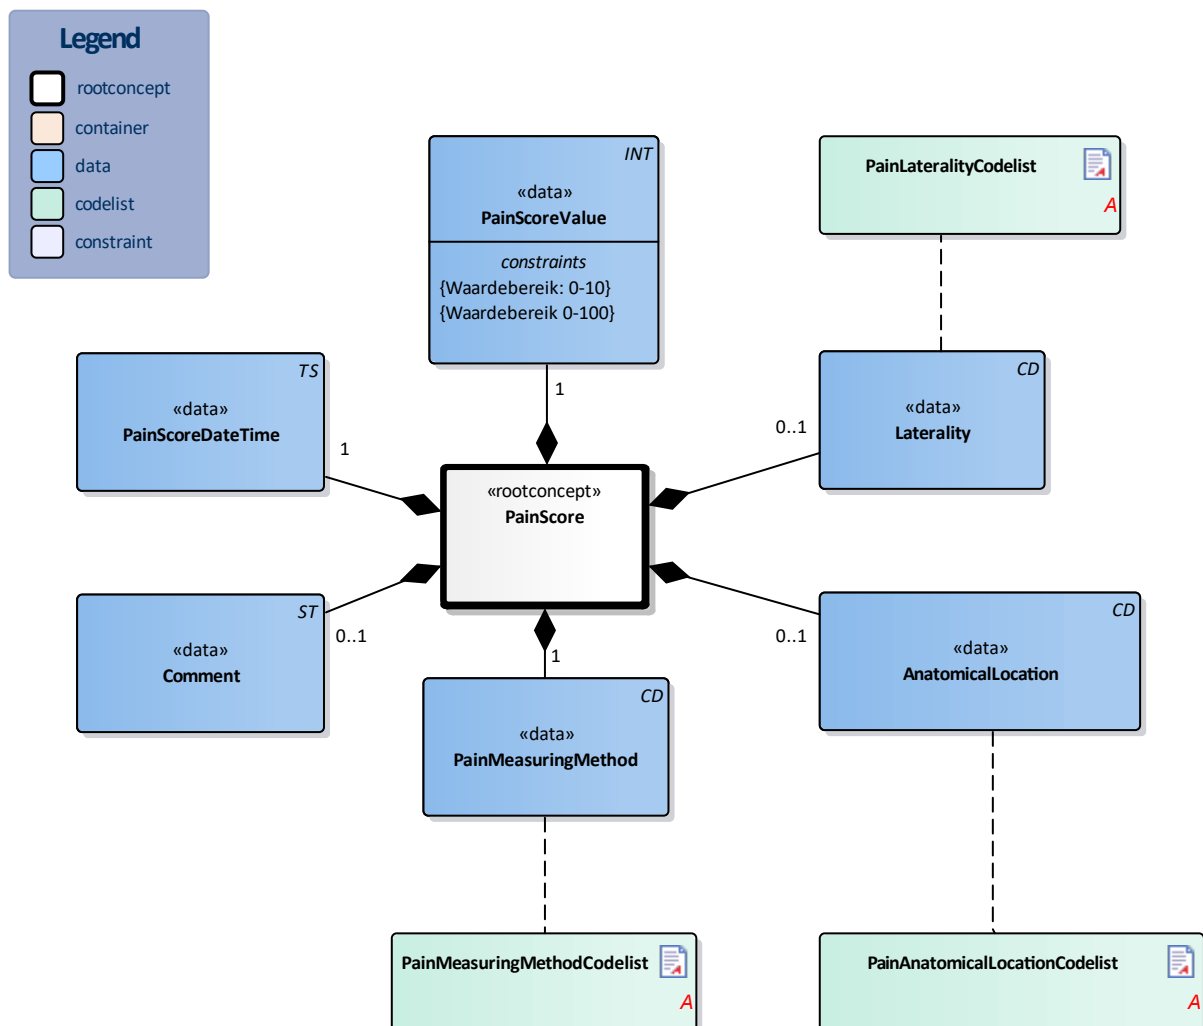 Legend
rootconcept
container
data
codelist
constraint
INT
«data»
PainScoreValue
constraints
{Waardebereik: 0-10}
{Waardebereik 0-100}
1
PainLateralityCodelist
A
TS
«data»
PainScoreDateTime
1
CD
«data»
Laterality
0..1
«rootconcept»
PainScore
ST
«data»
Comment
0..1
CD
«data»
AnatomicalLocation
0..1
1
CD
«data»
PainMeasuringMethod
PainMeasuringMethodCodelist
A
PainAnatomicalLocationCodelist
A